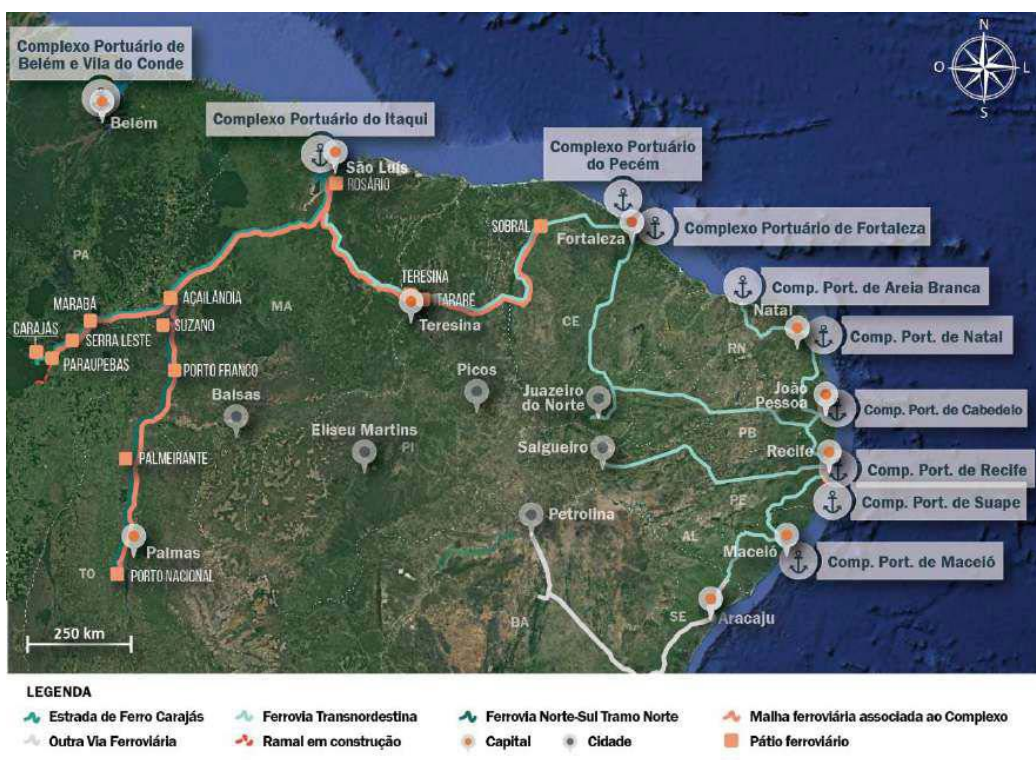 Complexo Portuário de
Belém e Vila do Conde
Belém
Complexo Portuário do Itaqui
São Luís
ROSÁRIO
Complexo Portuário
do Pecém
N
O
L
S
SOBRAL
Fortaleza
Complexo Portuário de Fortaleza
PA
MA
CE
TERESINA
TABARÉ
Teresina
Comp. Port. de Areia Branca
Natal
Comp. Port. de Natal
RN
MARABÁ
AÇAILÂNDIA
CARAJÁS
SERRA LESTE
SUZANO
PARAUPEBAS
PORTO FRANCO
Balsas
Picos
Juazeiro
do Norte
João
Pessoa
Comp. Port. de Cabedelo
PB
Eliseu Martins
PI
Salgueiro
Recife
Comp. Port. de Recife
PALMEIRANTE
PE
Comp. Port. de Suape
Petrolina
AL
Palmas
Maceió
Comp. Port. de Maceió
TO
PORTO NACIONAL
BA
SE
Aracaju
250 km
LEGENDA
Estrada de Ferro Carajás
Ferrovia Transnordestina
Ferrovia Norte-Sul Tramo Norte
Malha ferroviária associada ao Complexo
Outra Via Ferroviária
Ramal em construção
Capital
Cidade
Pátio ferroviário